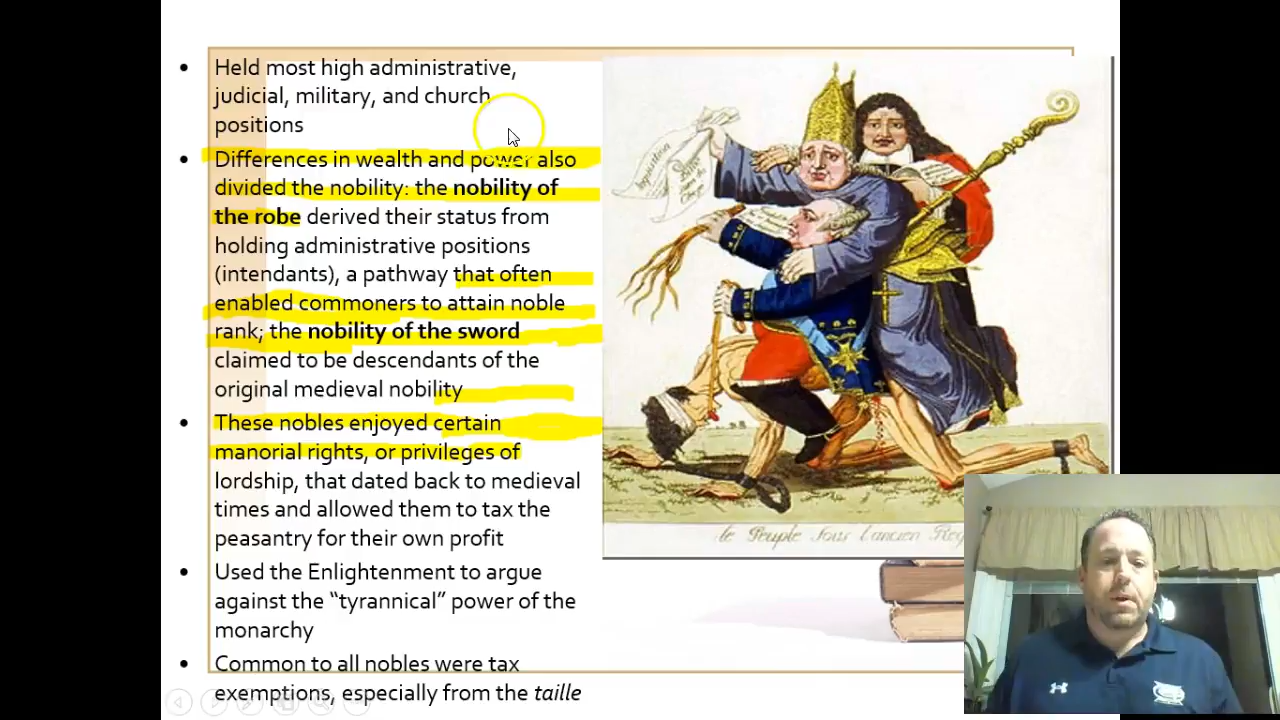 Held most high administrative,
judicial, military, and church
positions
Differences in wealth and power also
divided the nobility: the nobility of
the robe derived their status from
holding administrative positions
(intendants), a pathway that often
enabled commoners to attain noble
rank; the nobility of the sword
claimed to be descendants of the
original medieval nobility
These nobles enjoyed certain
manorial rights, or privileges of
lordship, that dated back to medieval
times and allowed them to tax the
peasantry for their own profit
Used the Enlightenment to argue
against the “tyrannical” power of the
monarchy
Common to all nobles were tax
exemptions, especially from the taille
Inquisition
le Peuple Sous l'ancien Reg